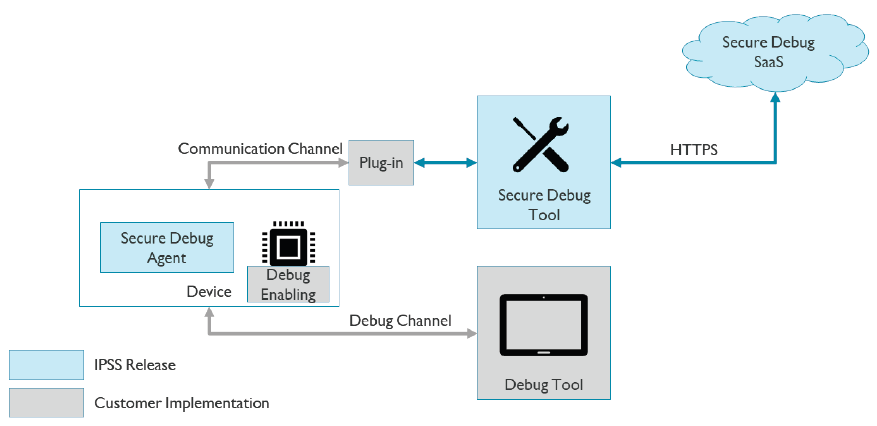 Secure Debug
SaaS
Communication Channel
Plug-in
HTTPS
Secure Debug
Tool
Secure Debug
Agent
Debug
Enabling
Device
Debug Channel
Debug Tool
IPSS Release
Customer Implementation